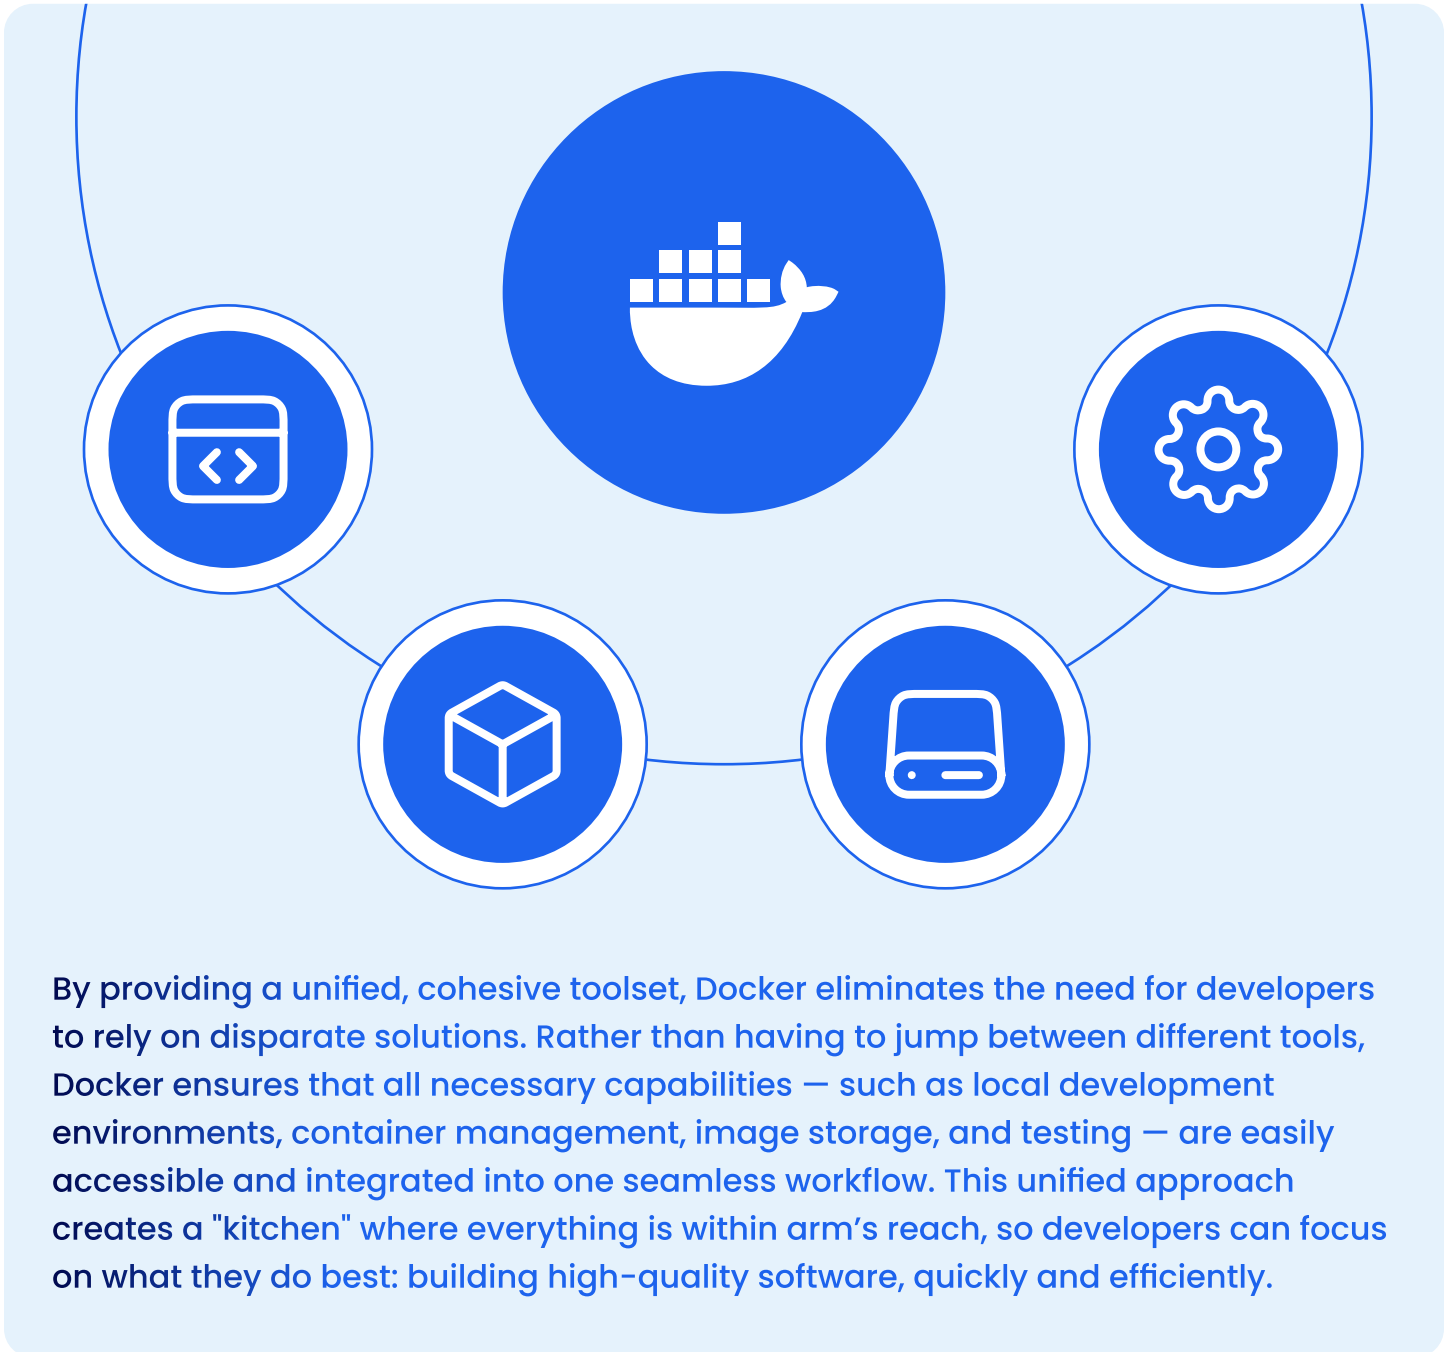 By providing a unified, cohesive toolset, Docker eliminates the need for developers
to rely on disparate solutions. Rather than having to jump between different tools,
Docker ensures that all necessary capabilities — such as local development
environments, container management, image storage, and testing — are easily
accessible and integrated into one seamless workflow. This unified approach
creates a "kitchen" where everything is within arm’s reach, so developers can focus
on what they do best: building high-quality software, quickly and efficiently.